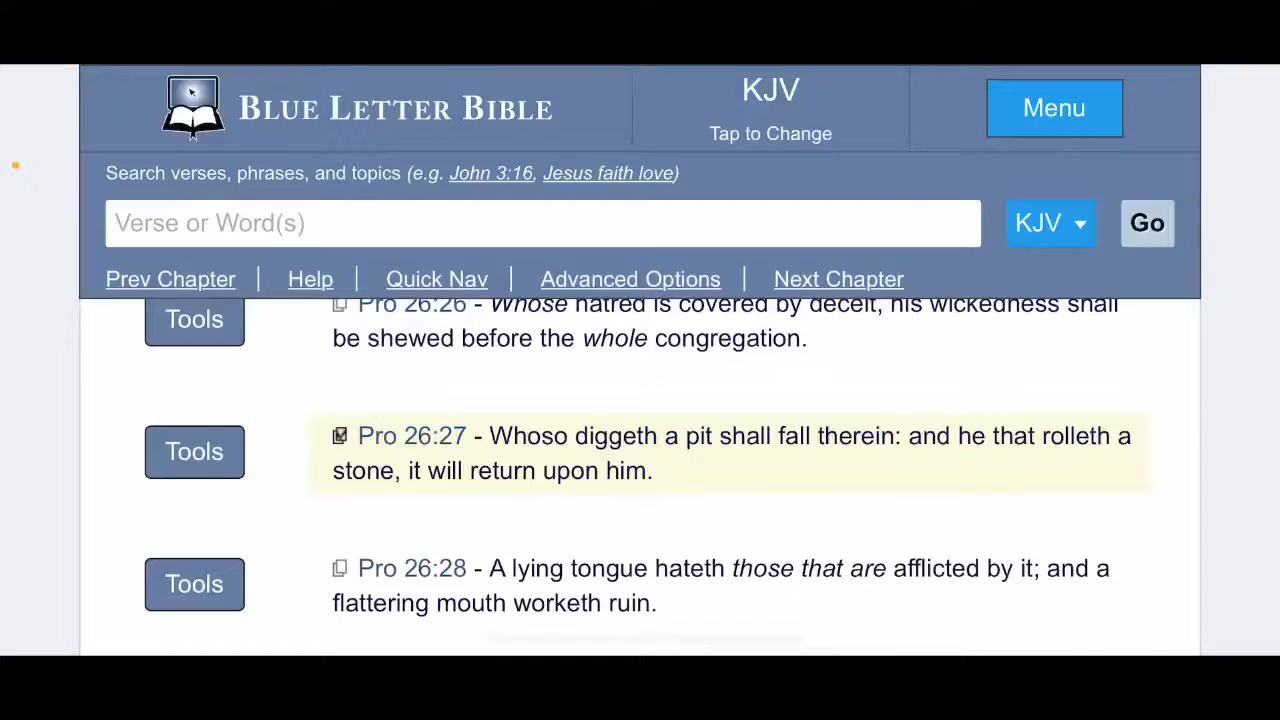 BLUE LETTER BIBLE
KJV
Tap to Change
Menu
Search verses, phrases, and topics (e.g. John 3:16, Jesus faith love)
Verse or Word(s)
KJV
Go
Prev Chapter | Help | Quick Nav | Advanced Options | Next Chapter
Tools
Pro 26:26 - Whose hatred is covered by deceit, his wickedness shall
be shewed before the whole congregation.
Tools
Pro 26:27 - Whoso diggeth a pit shall fall therein: and he that rolleth a
stone, it will return upon him.
Tools
Pro 26:28 - A lying tongue hateth those that are afflicted by it; and a
flattering mouth worketh ruin.